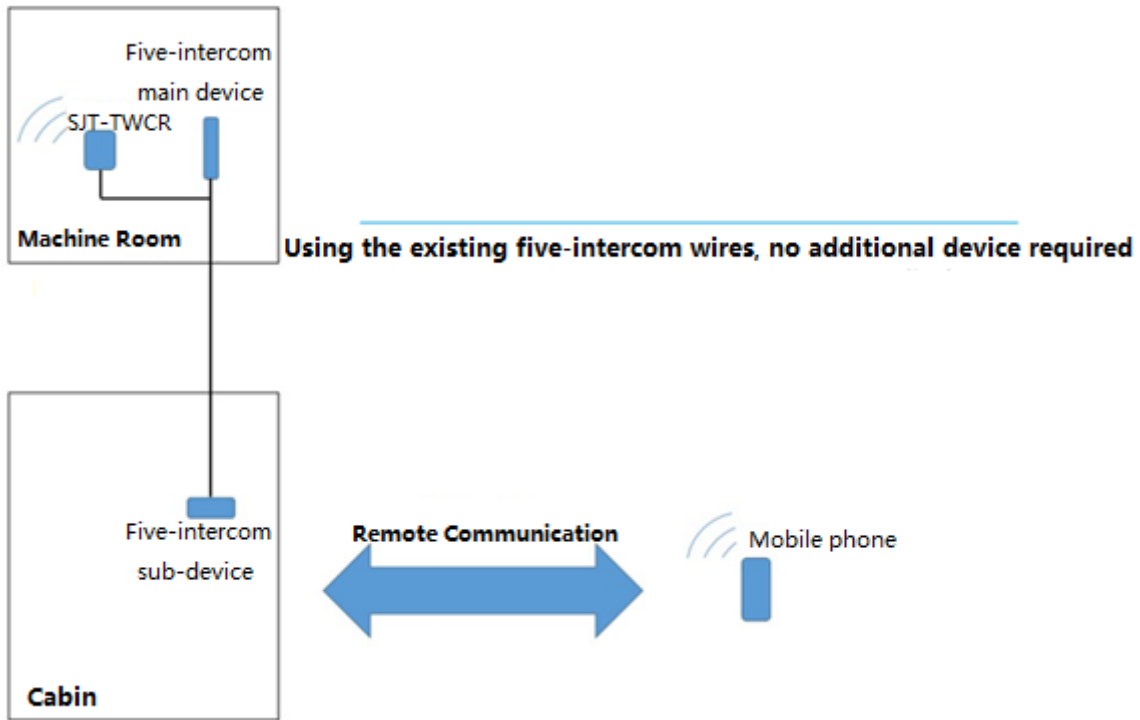 Five-intercom
main device
SJT-TWCR
Machine Room
Using the existing five-intercom wires, no additional device required
Five-intercom
sub-device
Remote Communication
Mobile phone
Cabin